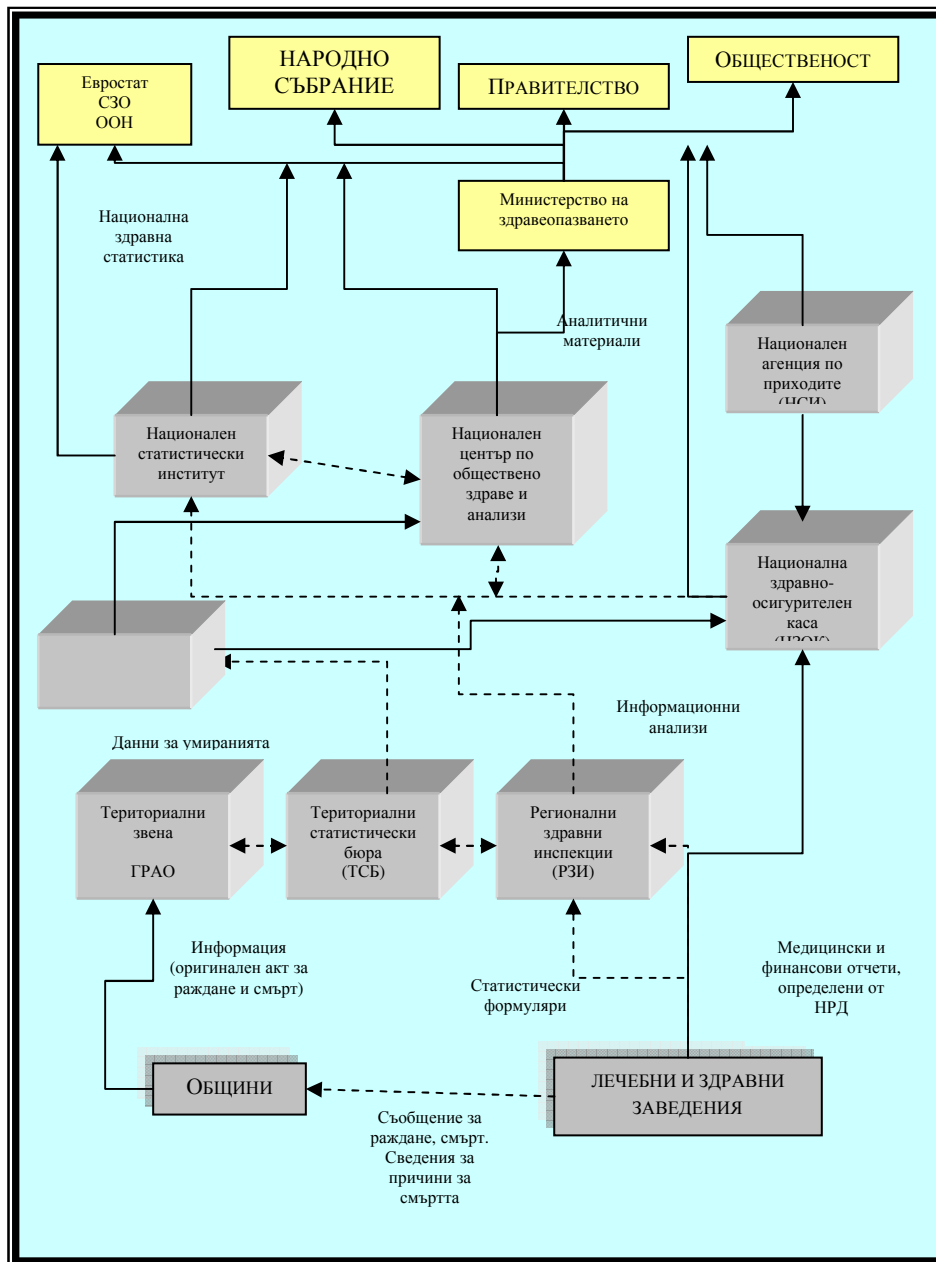 НАРОДНО
СЪБРАНИЕ
ОБЩЕСТВЕНОСТ
Евростат
СЗО
ООН
ПРАВИТЕЛСТВО
Министерство на
здравеопазването
Национална
здравна
статистика
Аналитични
материали
Национален
агенция по
приходите
(НСИ)
Национален
статистически
институт
Национален
център по
обществено
здраве и
анализи
Национална
здравно-
осигурителен
каса
(НЗОК)
Информационни
анализи
Данни за умиранията
Териториални
звена
ГРАО
Териториални
статистически
бюра
(ТСБ)
Регионални
здравни
инспекции
(РЗИ)
Информация
(оригинален акт за
раждане и смърт)
Статистически
формуляри
Медицински и
финансови отчети,
определени от
НРД
ОБЩИНИ
ЛЕЧЕБНИ И ЗДРАВНИ
ЗАВЕДЕНИЯ
Съобщение за
раждане, смърт.
Сведения за
причини за
смъртта